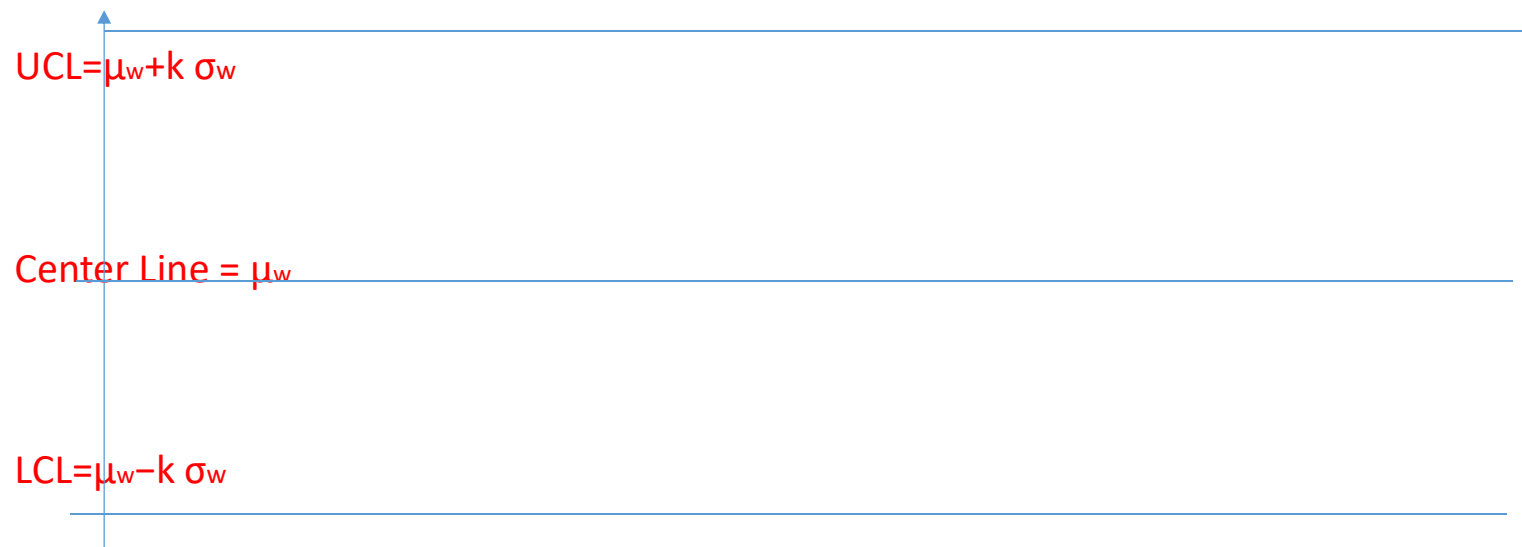 UCL=μw+k σw
Center Line = μw
LCL=μw−k σw